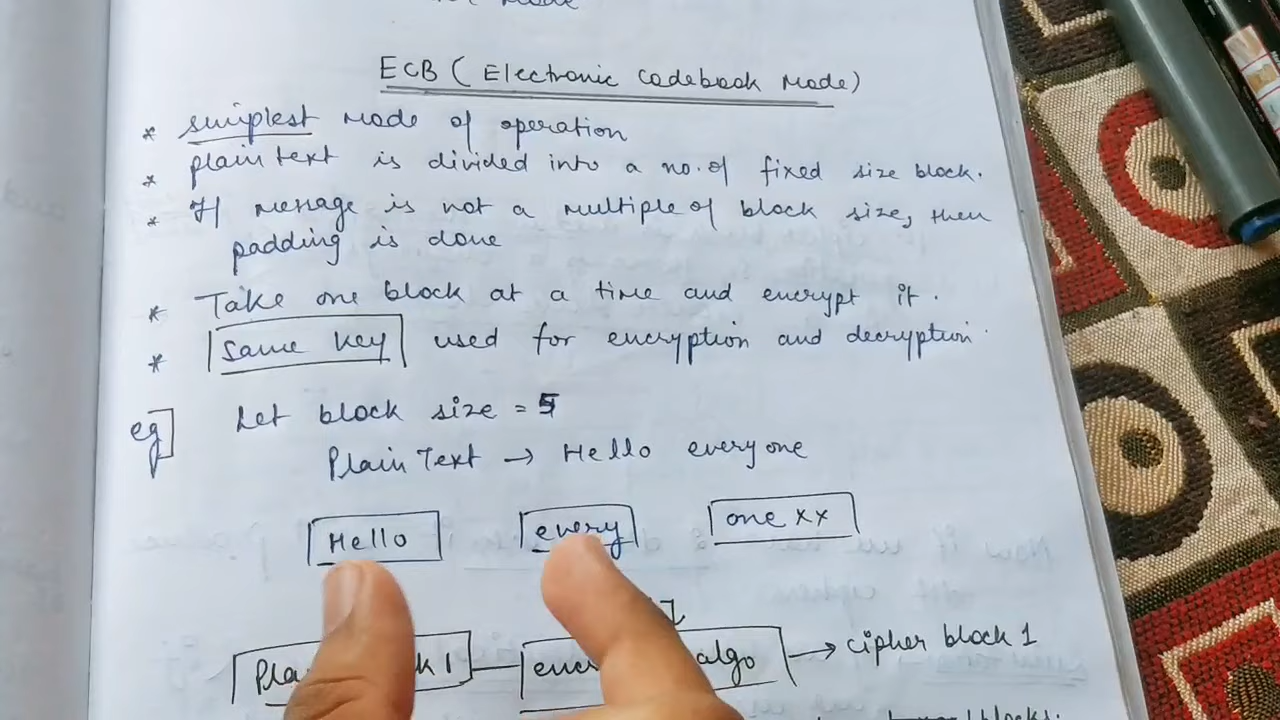 Mode
ECB ( Electronic Codebook Mode)
* simplest mode of operation
* plain text is divided into a no. of fixed size block.
* If message is not a multiple of block size, then
padding is done
* Take one block at a time and encrypt it.
* same key used for encryption and decryption.
eg] Let block size = 5
Plain Text → Hello everyone
Hello every one xx
algo → cipher block 1
blocks.